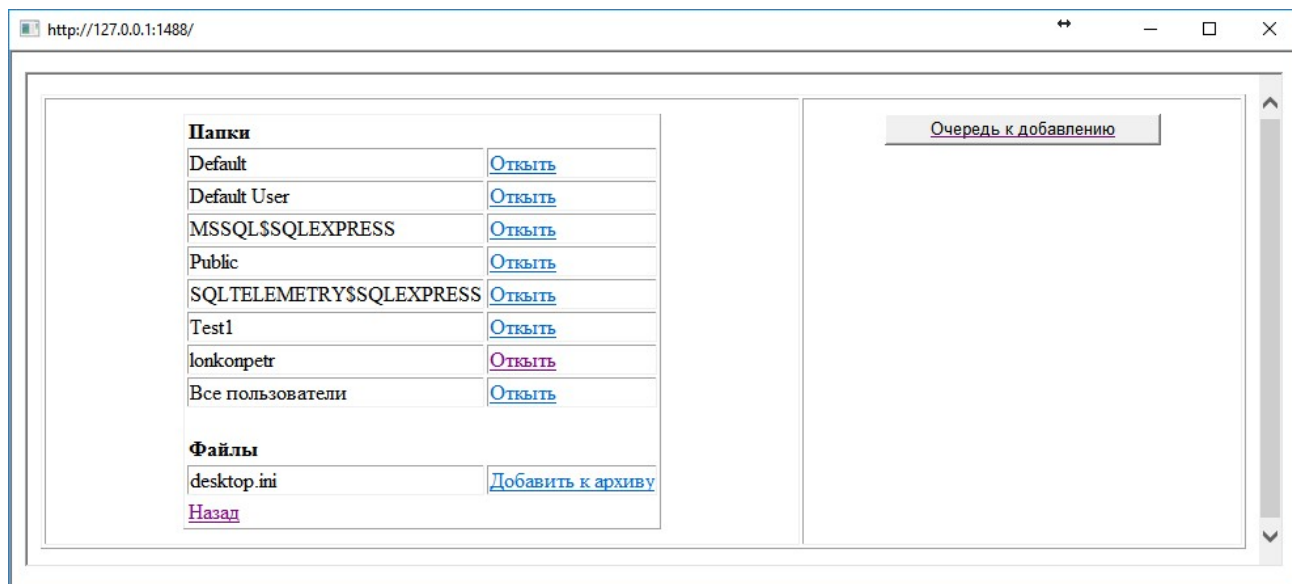 http://127.0.0.1:1488/
Папки
Default Откыть
Default User Откыть
MSSQL$SQLEXPRESS Откыть
Public Откыть
SQLTELEMETRY$SQLEXPRESS Откыть
Test1 Откыть
lonkonpetr Откыть
Все пользователи Откыть
Файлы
desktop.ini Добавить к архиву
Назад
Очередь к добавлению